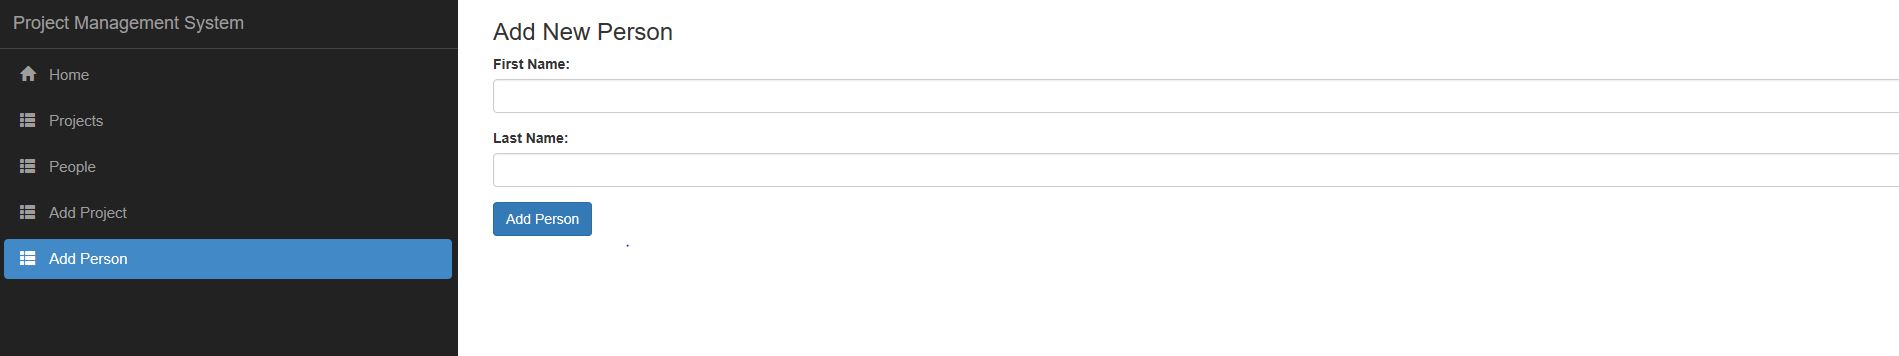 Project Management System
Home
Projects
People
Add Project
Add Person
Add New Person
First Name:
Last Name:
Add Person